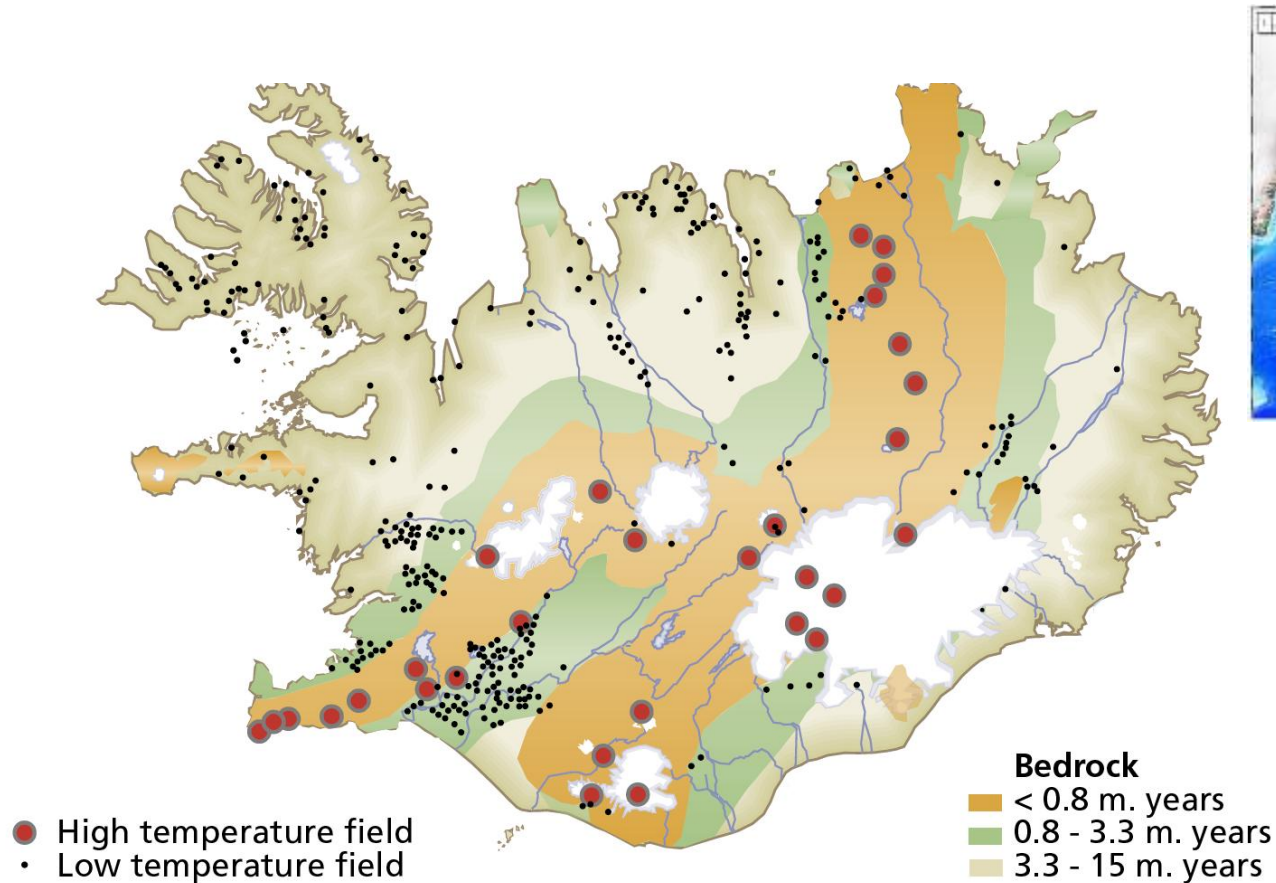 High temperature field
Low temperature field
Bedrock
< 0.8 m. years
0.8 - 3.3 m. years
3.3 - 15 m. years